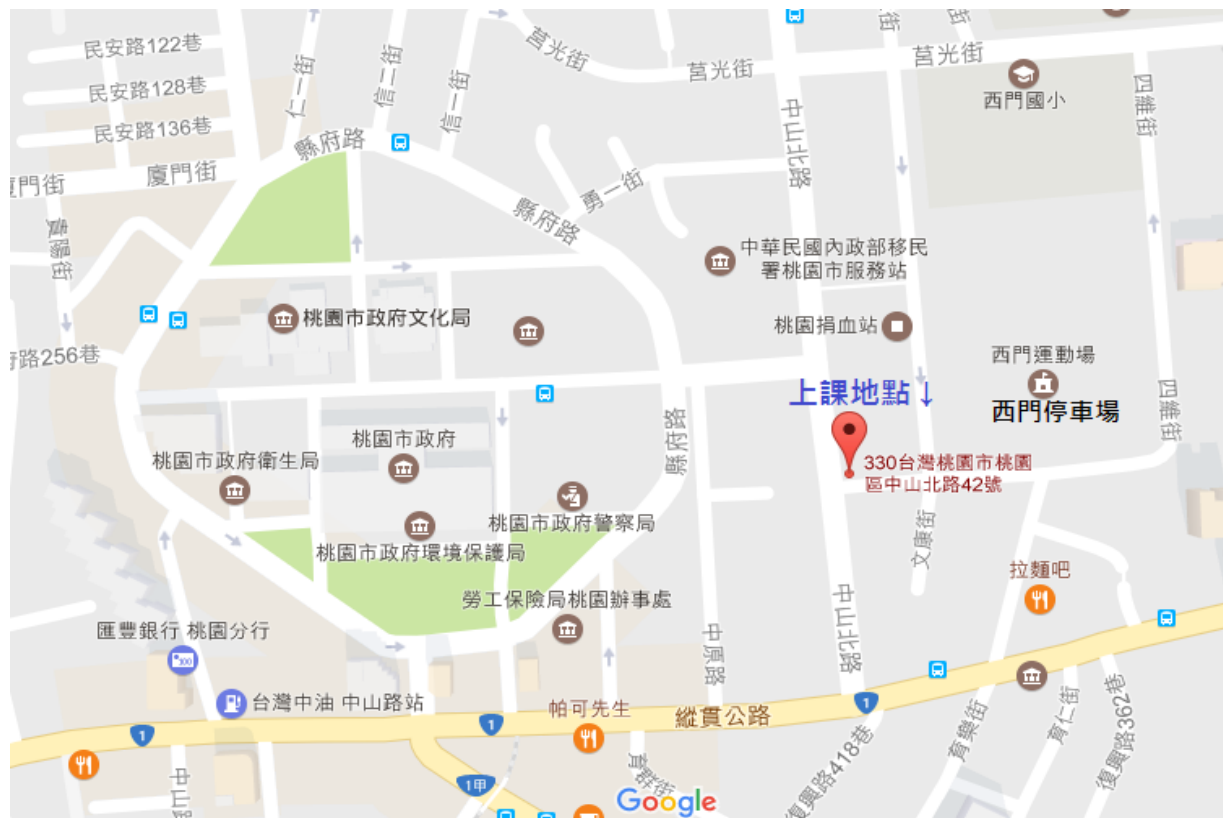 民安路122巷
民安路128巷
民安路136巷
仁一街
信二街
信一街
莒光街
莒光街
莒光街
西門國小
四維街
中山北路
縣府路
廈門街
廈門街
貴陽街
勇一街
縣府路
中華民國內政部移民
署桃園市服務站
桃園市政府文化局
桃園捐血站
府路256巷
西門運動場
西門停車場
四維街
上課地點↓
330台灣桃園市桃園
區中山北路42號
縣府路
桃園市政府
桃園市政府衛生局
桃園市政府警察局
桃園市政府環境保護局
文康街
拉麵吧
勞工保險局桃園辦事處
中山北路
中原路
匯豐銀行 桃園分行
100
台灣中油 中山路站
帕可先生
縱貫公路
1
1
1
1甲
育樂街
育仁街
復興路362巷
復興路418巷
育群街
中山
Google